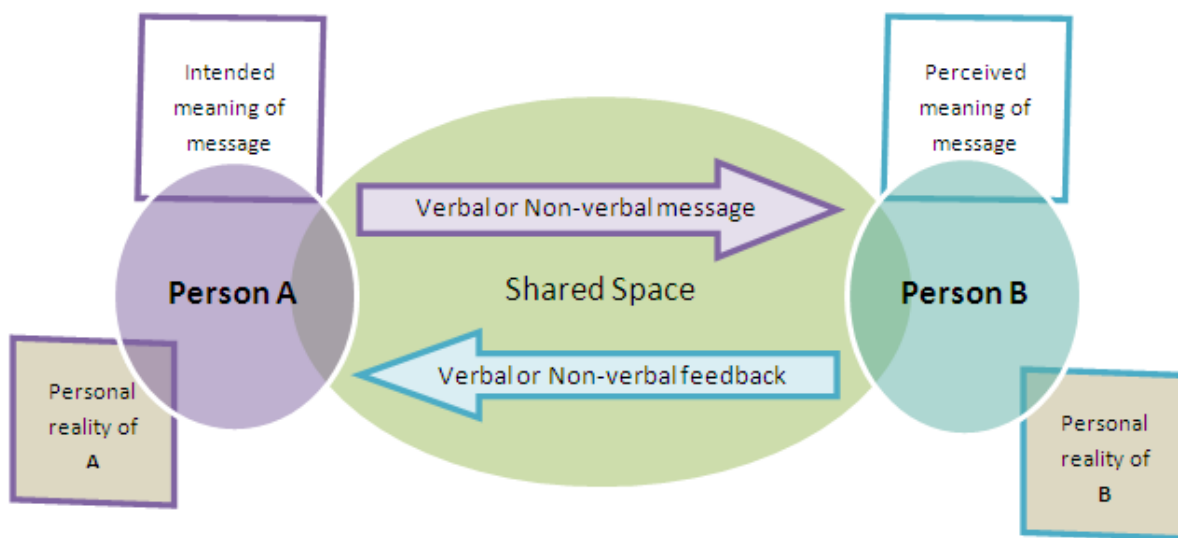 Intended
meaning of
message
Perceived
meaning of
message
Verbal or Non-verbal message
Person A
Shared Space
Person B
Verbal or Non-verbal feedback
Personal
reality of
A
Personal
reality of
B